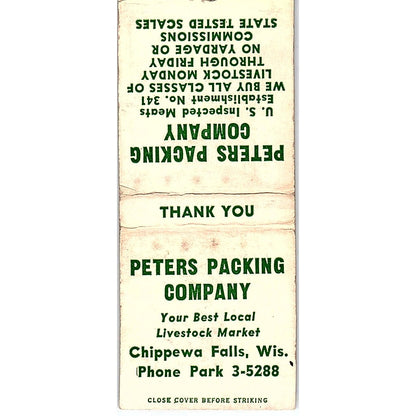 PETERS PACKING
COMPANY
U. S. Inspected Meats
Establishment No. 341
WE BUY ALL CLASSES OF
LIVESTOCK MONDAY
THROUGH FRIDAY
NO YARDAGE OR
COMMISSIONS
STATE TESTED SCALES
THANK YOU
PETERS PACKING
COMPANY
Your Best Local
Livestock Market
Chippewa Falls, Wis.
Phone Park 3-5288
CLOSE COVER BEFORE STRIKING